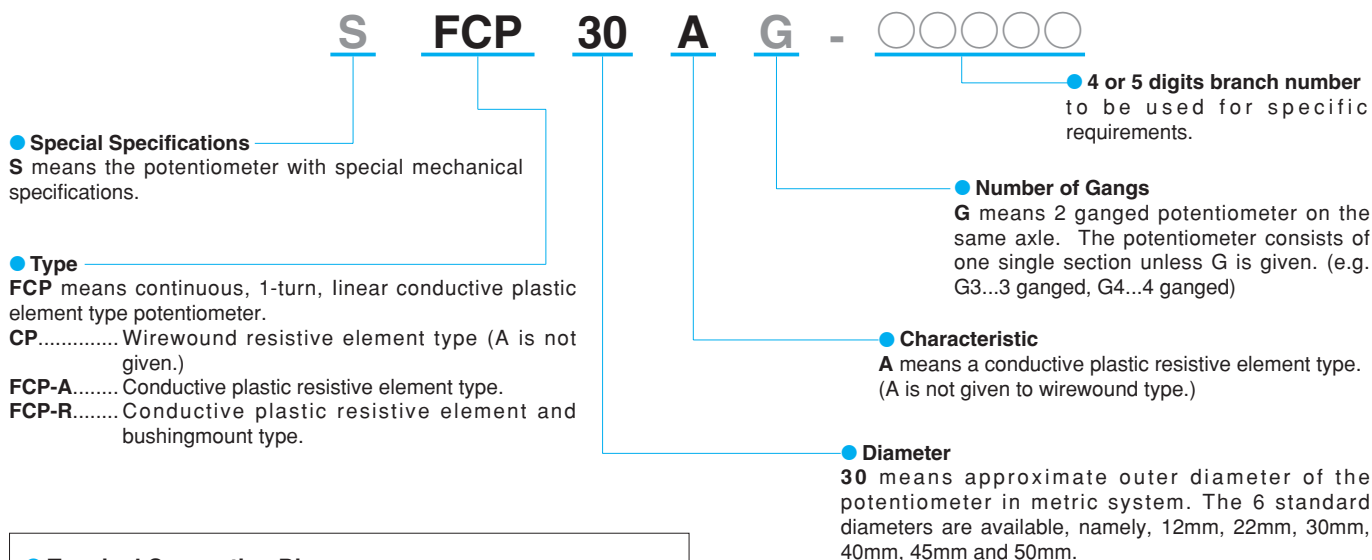 S FCP 30 A G - ○○○○○
● 4 or 5 digits branch number
to be used for specific
requirements.
● Special Specifications
S means the potentiometer with special mechanical
specifications.
● Number of Gangs
G means 2 ganged potentiometer on the
same axle. The potentiometer consists of
one single section unless G is given. (e.g.
G3...3 ganged, G4...4 ganged)
● Type
FCP means continuous, 1-turn, linear conductive plastic
element type potentiometer.
CP.............. Wirewound resistive element type (A is not
given.)
FCP-A........ Conductive plastic resistive element type.
FCP-R........ Conductive plastic resistive element and
bushingmount type.
● Characteristic
A means a conductive plastic resistive element type.
(A is not given to wirewound type.)
● Diameter
30 means approximate outer diameter of the
potentiometer in metric system. The 6 standard
diameters are available, namely, 12mm, 22mm, 30mm,
40mm, 45mm and 50mm.